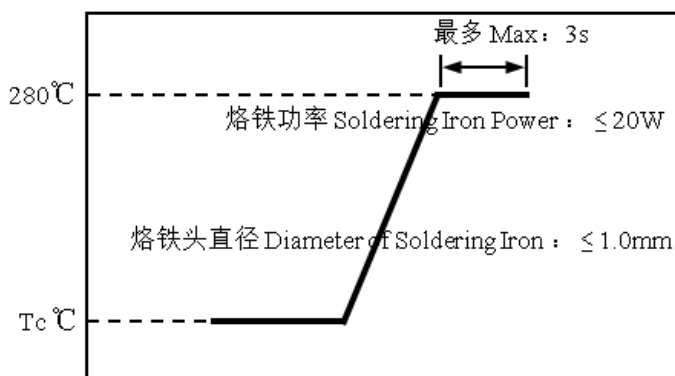 最多 Max：3s
280℃
烙铁功率 Soldering Iron Power：≤20W
烙铁头直径 Diameter of Soldering Iron：≤1.0mm
Tc℃